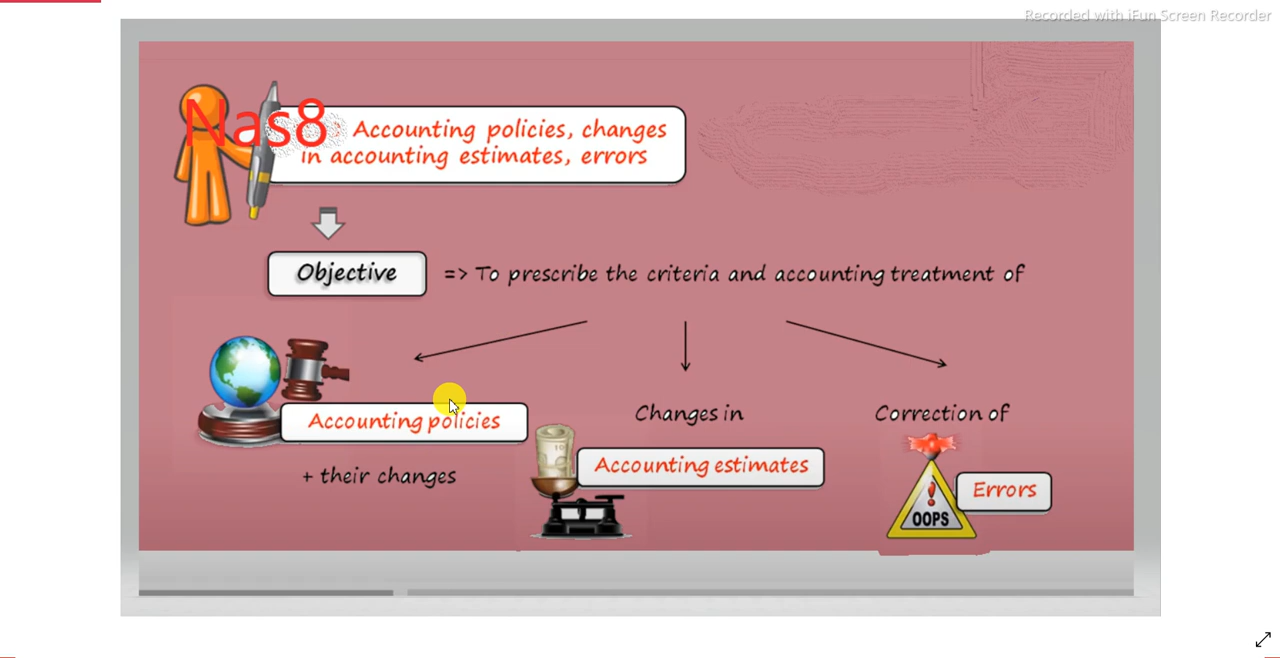 Recorded with iFun Screen Recorder
Nas8
Accounting policies, changes
in accounting estimates, errors
Objective
=> To prescribe the criteria and accounting treatment of
Accounting policies
+ their changes
Changes in
Accounting estimates
Correction of
Errors
!
OOPS
10